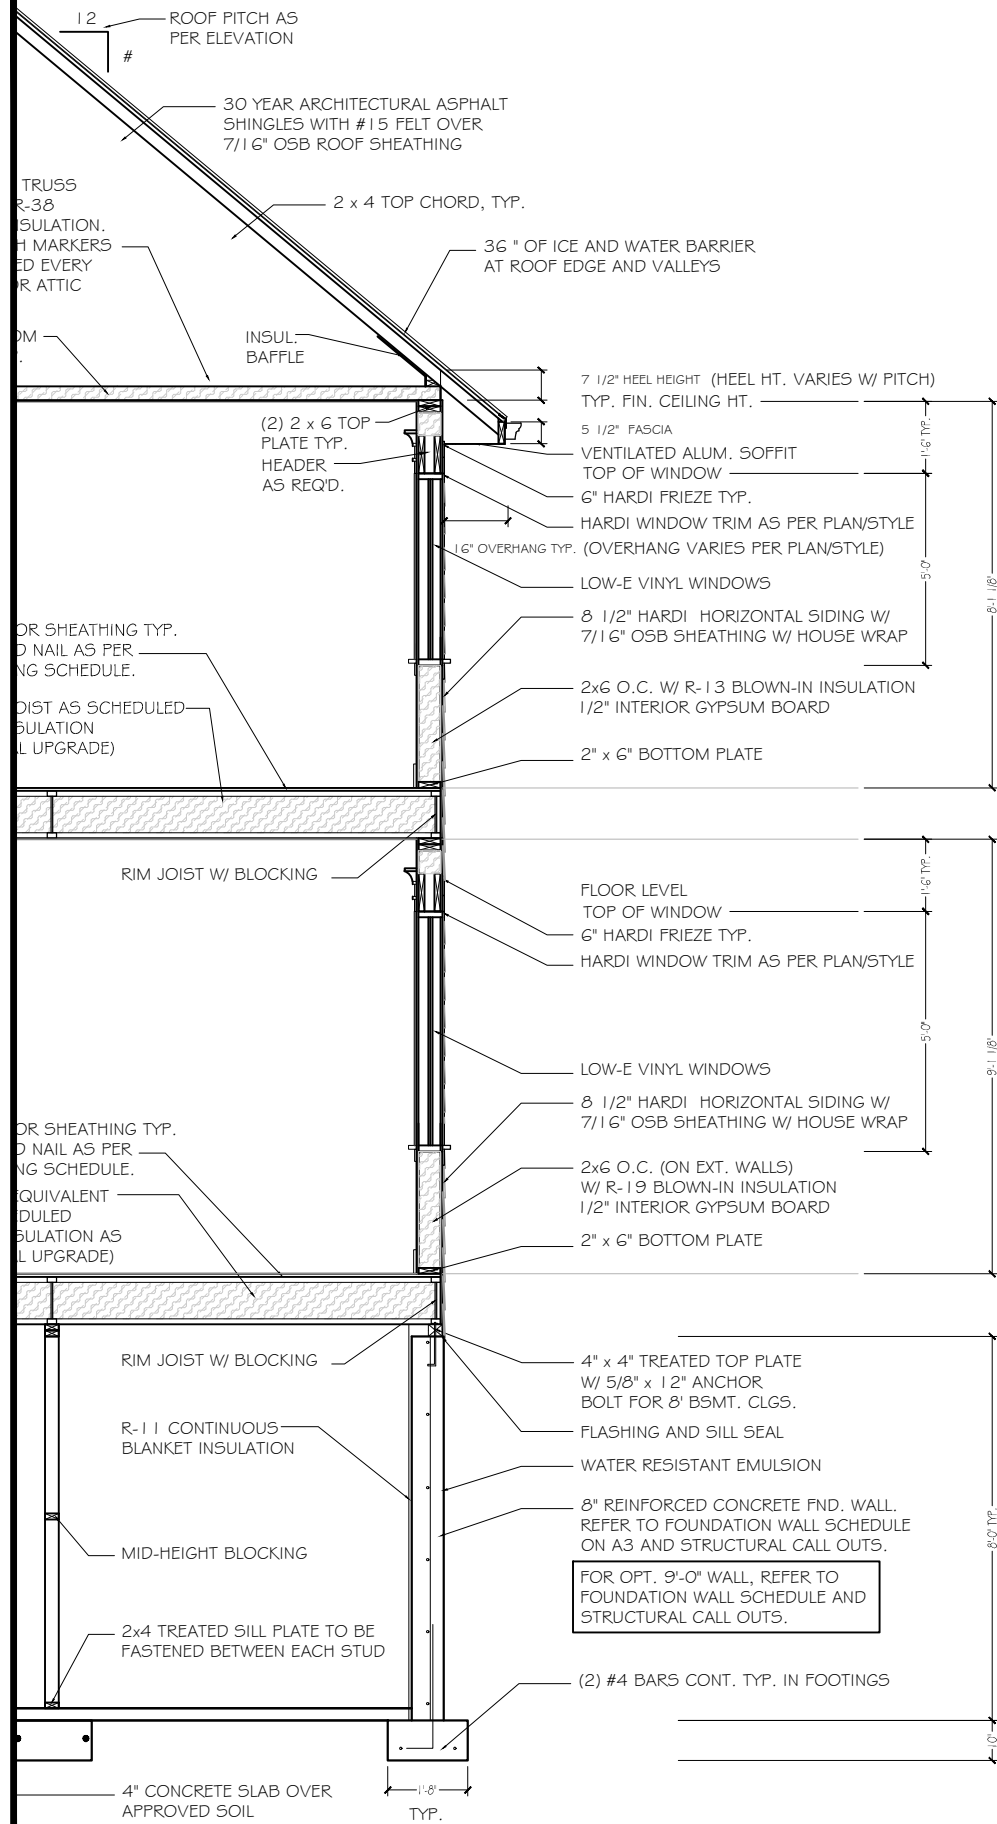 12
ROOF PITCH AS
PER ELEVATION
#
30 YEAR ARCHITECTURAL ASPHALT
SHINGLES WITH #15 FELT OVER
7/16" OSB ROOF SHEATHING
TRUSS
R-38
H MARKERS
ED EVERY
OR ATTIC
2 x 4 TOP CHORD, TYP.
36 " OF ICE AND WATER BARRIER
AT ROOF EDGE AND VALLEYS
OM
INSUL.
BAFFLE
7 1/2" HEEL HEIGHT (HEEL HT. VARIES W/ PITCH)
TYP. FIN. CEILING HT.
5 1/2" FASCIA
VENTILATED ALUM. SOFFIT
TOP OF WINDOW
1'-6" TYP.
(2) 2 x 6 TOP
PLATE TYP.
HEADER
AS REQ'D.
6" HARDI FRIEZE TYP.
HARDI WINDOW TRIM AS PER PLAN/STYLE
16" OVERHANG TYP. (OVERHANG VARIES PER PLAN/STYLE)
LOW-E VINYL WINDOWS
5'-0"
8'-1 1/8"
8 1/2" HARDI HORIZONTAL SIDING W/
7/16" OSB SHEATHING W/ HOUSE WRAP
OR SHEATHING TYP.
D NAIL AS PER
NG SCHEDULE.
2x6 O.C. W/ R-13 BLOWN-IN INSULATION
1/2" INTERIOR GYPSUM BOARD
OIST AS SCHEDULED
SULATION
L UPGRADE)
2" x 6" BOTTOM PLATE
RIM JOIST W/ BLOCKING
FLOOR LEVEL
TOP OF WINDOW
1'-6" TYP.
6" HARDI FRIEZE TYP.
HARDI WINDOW TRIM AS PER PLAN/STYLE
5'-0"
9'-1 1/8"
LOW-E VINYL WINDOWS
8 1/2" HARDI HORIZONTAL SIDING W/
7/16" OSB SHEATHING W/ HOUSE WRAP
OR SHEATHING TYP.
D NAIL AS PER
NG SCHEDULE.
EQUIVALENT
EDULED
SULATION AS
L UPGRADE)
2x6 O.C. (ON EXT. WALLS)
W/ R-19 BLOWN-IN INSULATION
1/2" INTERIOR GYPSUM BOARD
2" x 6" BOTTOM PLATE
RIM JOIST W/ BLOCKING
4" x 4" TREATED TOP PLATE
W/ 5/8" x 12" ANCHOR
BOLT FOR 8' BSMT. CLGS.
R-11 CONTINUOUS
BLANKET INSULATION
FLASHING AND SILL SEAL
WATER RESISTANT EMULSION
8" REINFORCED CONCRETE FND. WALL.
REFER TO FOUNDATION WALL SCHEDULE
ON A3 AND STRUCTURAL CALL OUTS.
8'-0" TYP.
MID-HEIGHT BLOCKING
FOR OPT. 9'-0" WALL, REFER TO
FOUNDATION WALL SCHEDULE AND
STRUCTURAL CALL OUTS.
2x4 TREATED SILL PLATE TO BE
FASTENED BETWEEN EACH STUD
(2) #4 BARS CONT. TYP. IN FOOTINGS
10"
4" CONCRETE SLAB OVER
APPROVED SOIL
1'-8"
TYP.